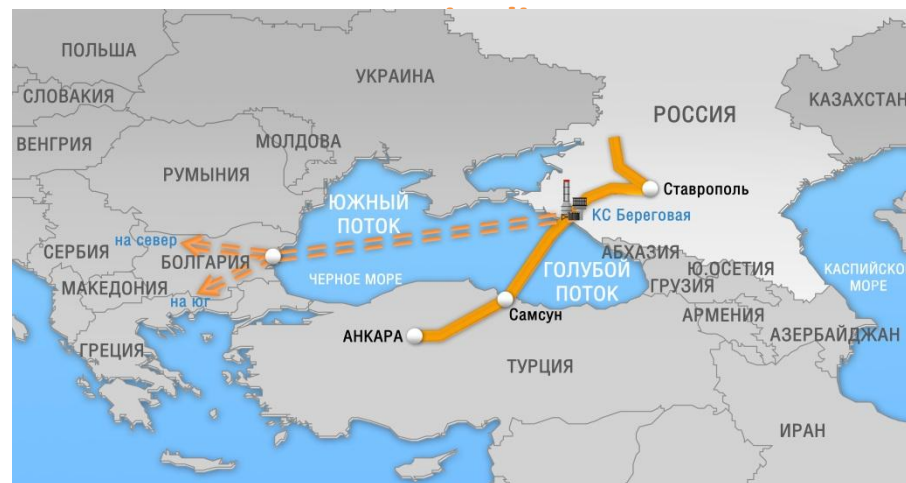 ПОЛЬША
УКРАИНА
СЛОВАКИЯ
РОССИЯ
КАЗАХСТАН
ВЕНГРИЯ
МОЛДОВА
РУМЫНИЯ
Ставрополь
ЮЖНЫЙ
ПОТОК
КС Береговая
на север
СЕРБИЯ
БОЛГАРИЯ
АБХАЗИЯ
ЧЕРНОЕ МОРЕ
ГОЛУБОЙ
ПОТОК
Ю.ОСЕТИЯ
КАСПИЙСКО
МОРЕ
МАКЕДОНИЯ
на юг
ГРУЗИЯ
Самсун
АРМЕНИЯ
АНКАРА
АЗЕРБАЙДЖАН
ГРЕЦИЯ
ТУРЦИЯ
ИРАН